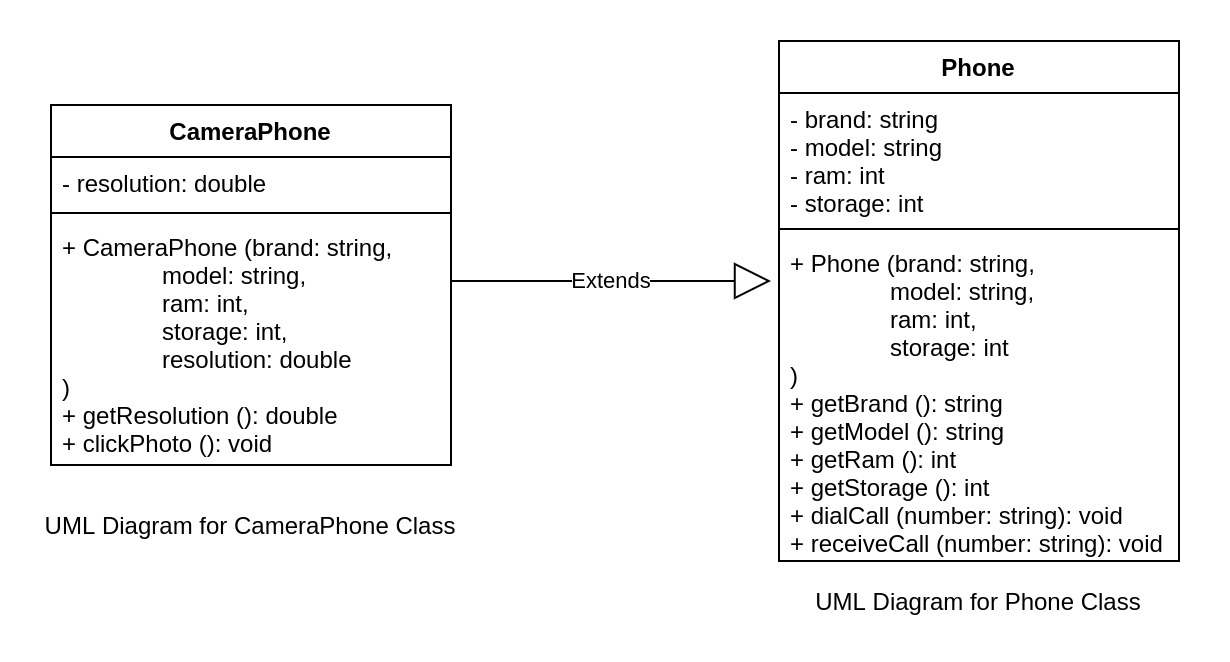 CameraPhone
- resolution: double
+ CameraPhone (brand: string,
model: string,
ram: int,
storage: int,
resolution: double
)
+ getResolution (): double
+ clickPhoto (): void
UML Diagram for CameraPhone Class
Extends
Phone
- brand: string
- model: string
- ram: int
- storage: int
+ Phone (brand: string,
model: string,
ram: int,
storage: int
)
+ getBrand (): string
+ getModel (): string
+ getRam (): int
+ getStorage (): int
+ dialCall (number: string): void
+ receiveCall (number: string): void
UML Diagram for Phone Class